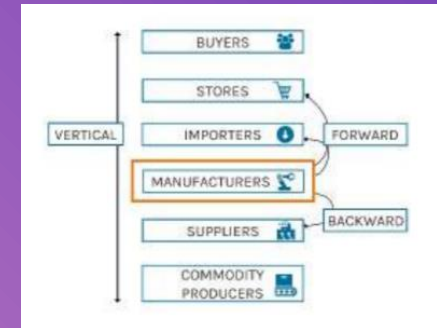 BUYERS
STORES
VERTICAL
IMPORTERS
FORWARD
MANUFACTURERS
BACKWARD
SUPPLIERS
COMMODITY
PRODUCERS